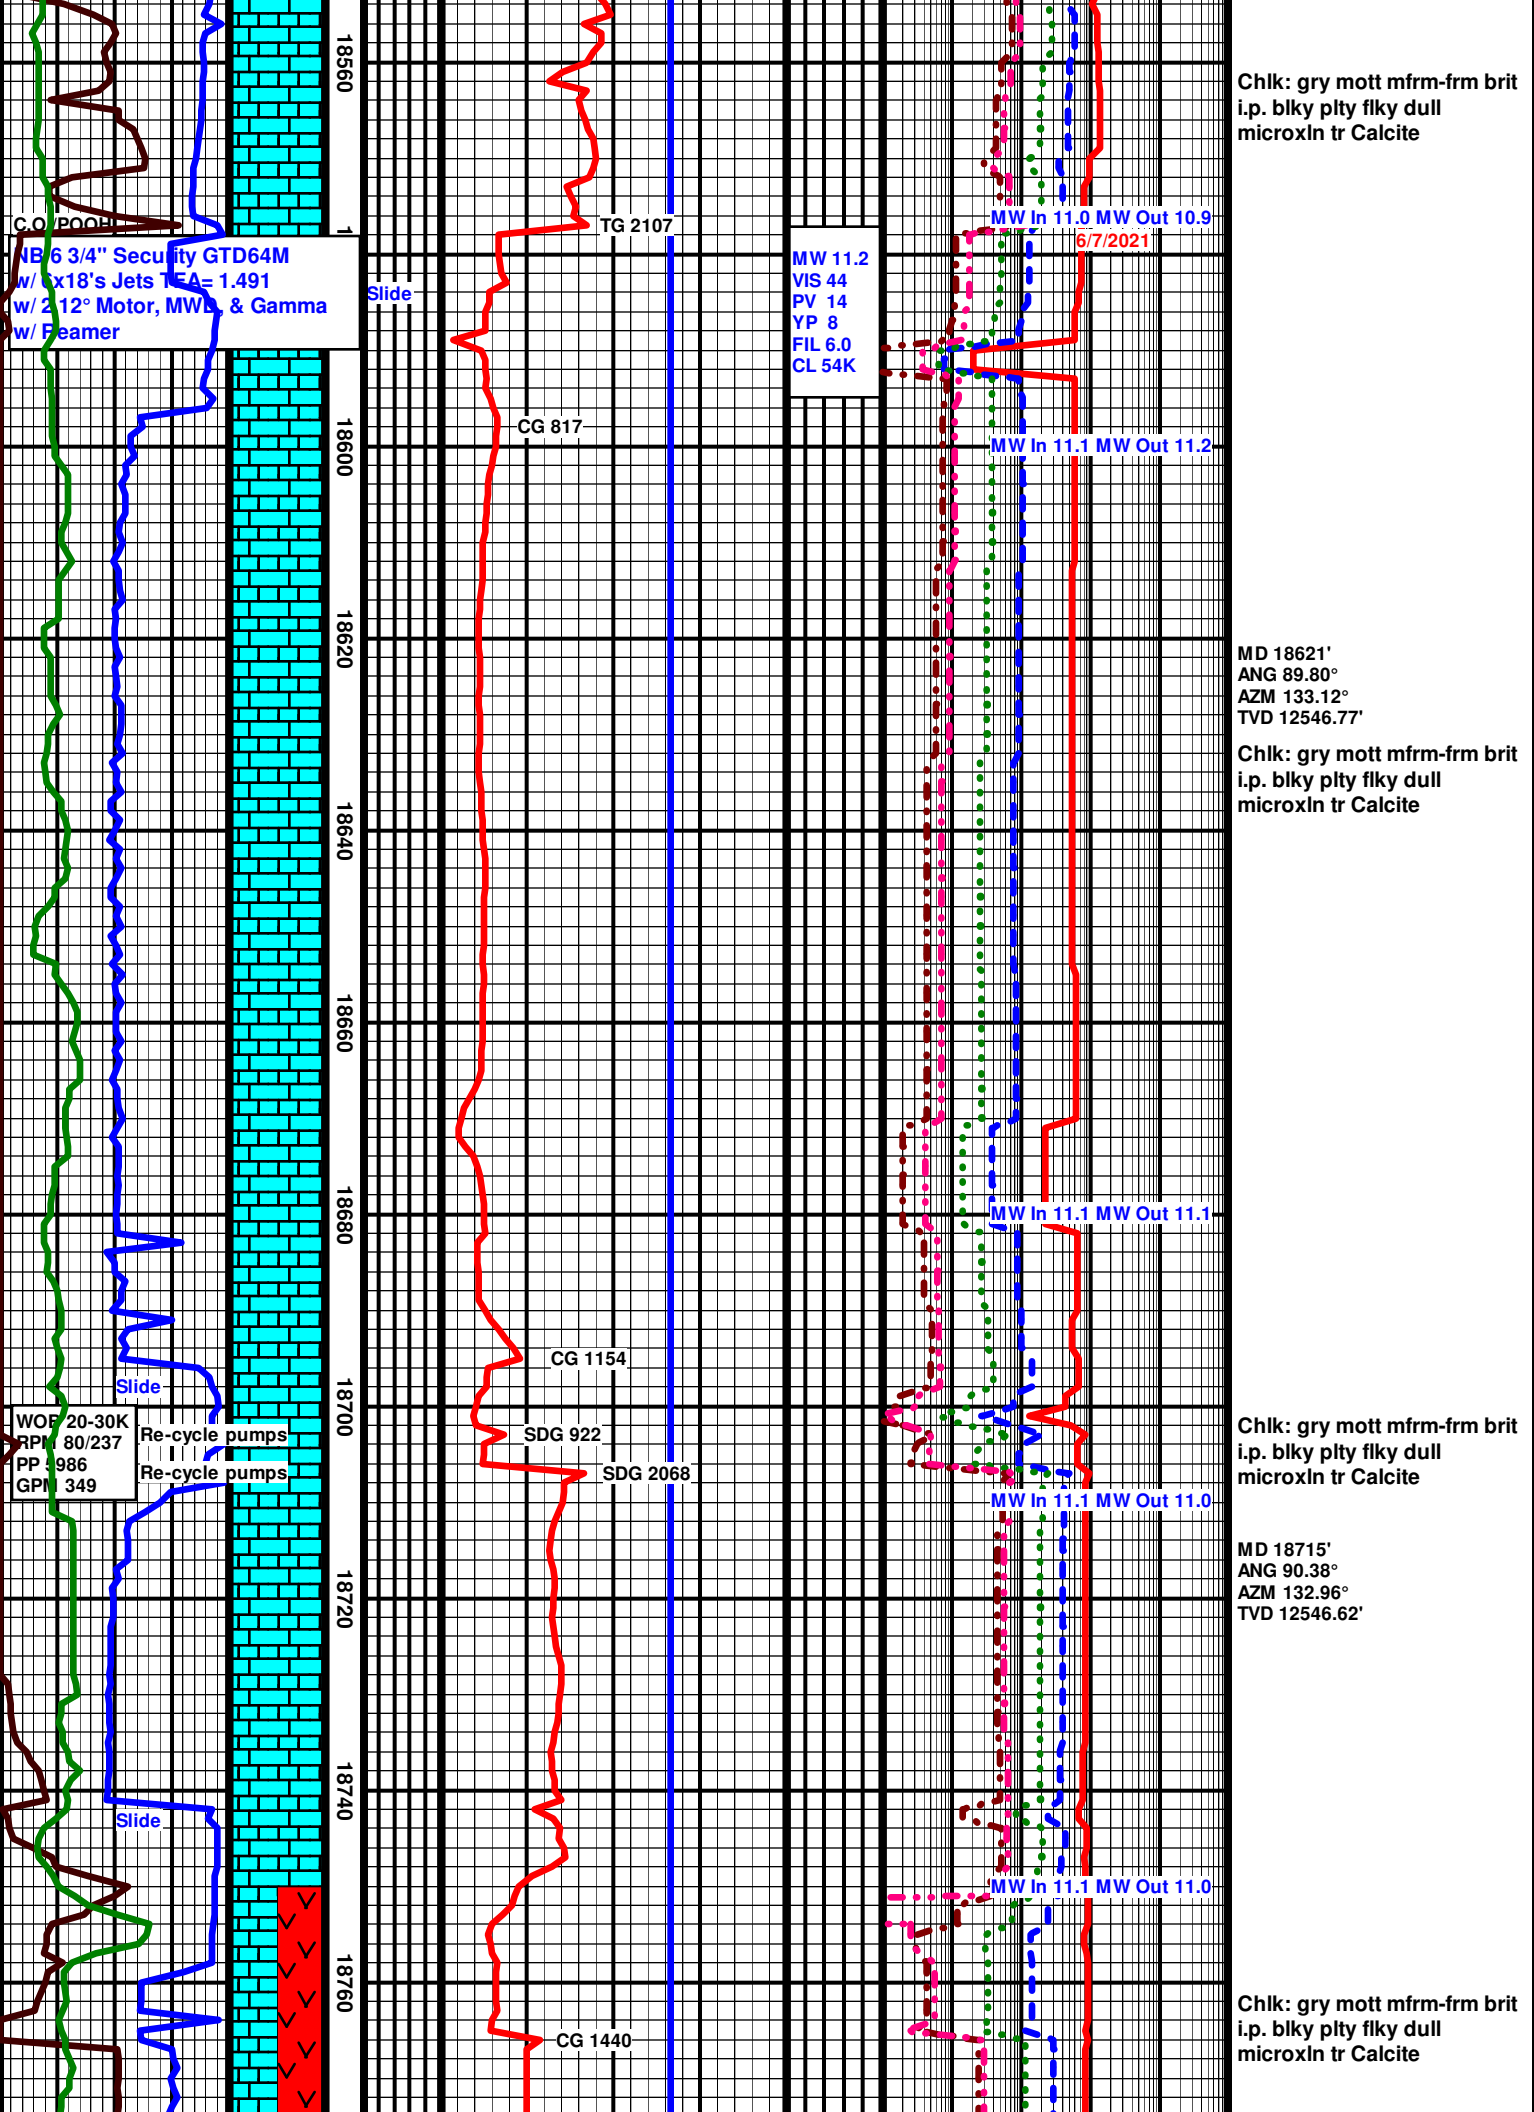 18560
Chlk: gry mott mfrm-frm brit
i.p. blky plty flky dull
microxln tr Calcite
C.O./POOH
TG 2107
MW In 11.0 MW Out 10.9
6/7/2021
NB 6 3/4" Security GTD64M
w/ 6x18's Jets TFA= 1.491
w/ 2.12° Motor, MWD, & Gamma
w/ Reamer
Slide
MW 11.2
VIS 44
PV 14
YP 8
FIL 6.0
CL 54K
CG 817
MW In 11.1 MW Out 11.2
18600
18620
MD 18621'
ANG 89.80°
AZM 133.12°
TVD 12546.77'
Chlk: gry mott mfrm-frm brit
i.p. blky plty flky dull
microxln tr Calcite
18640
18660
18680
MW In 11.1 MW Out 11.1
CG 1154
Slide
18700
WOB 20-30K
RPM 80/237
PP 5986
GPM 349
Re-cycle pumps
Re-cycle pumps
SDG 922
SDG 2068
Chlk: gry mott mfrm-frm brit
i.p. blky plty flky dull
microxln tr Calcite
MW In 11.1 MW Out 11.0
MD 18715'
ANG 90.38°
AZM 132.96°
TVD 12546.62'
18720
18740
Slide
MW In 11.1 MW Out 11.0
18760
Chlk: gry mott mfrm-frm brit
i.p. blky plty flky dull
microxln tr Calcite
CG 1440